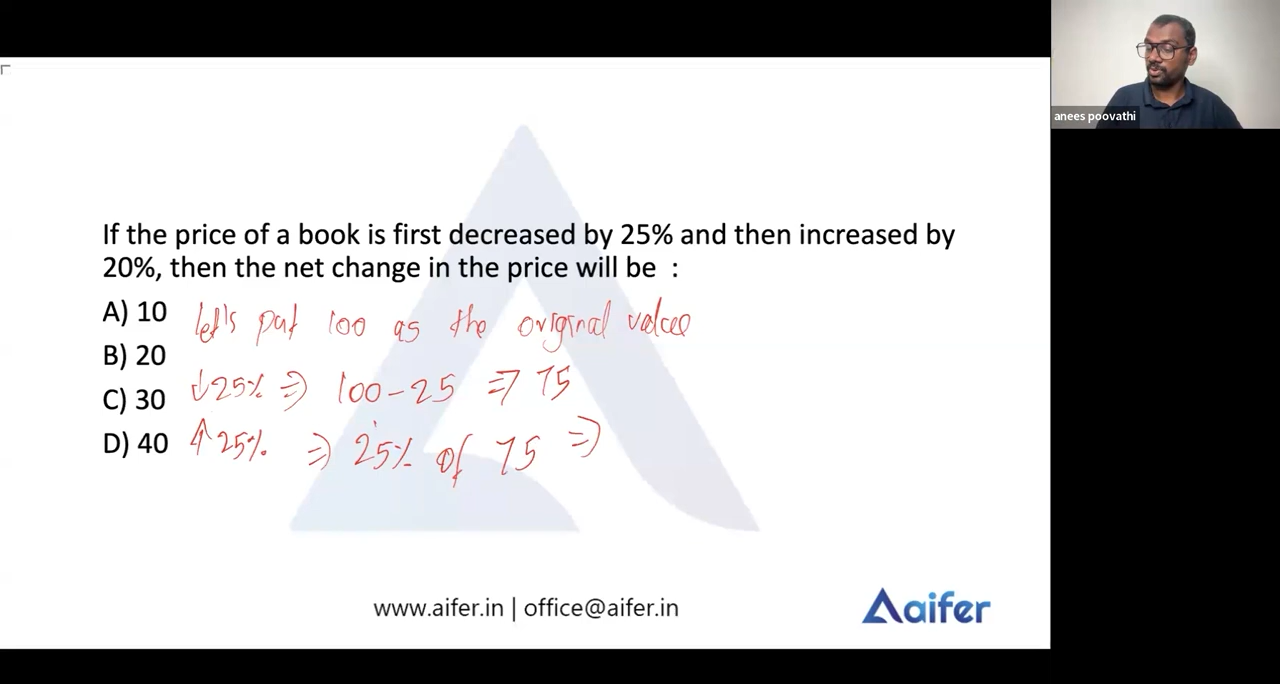 anees poovathi
If the price of a book is first decreased by 25% and then increased by
20%, then the net change in the price will be :
A) 10
let's put 100 as the original value
B) 20
C) 30
↓25% ⇒ 100-25 ⇒ 75
D) 40
↑25% ⇒ 25% of 75 ⇒
www.aifer.in | office@aifer.in
aifer